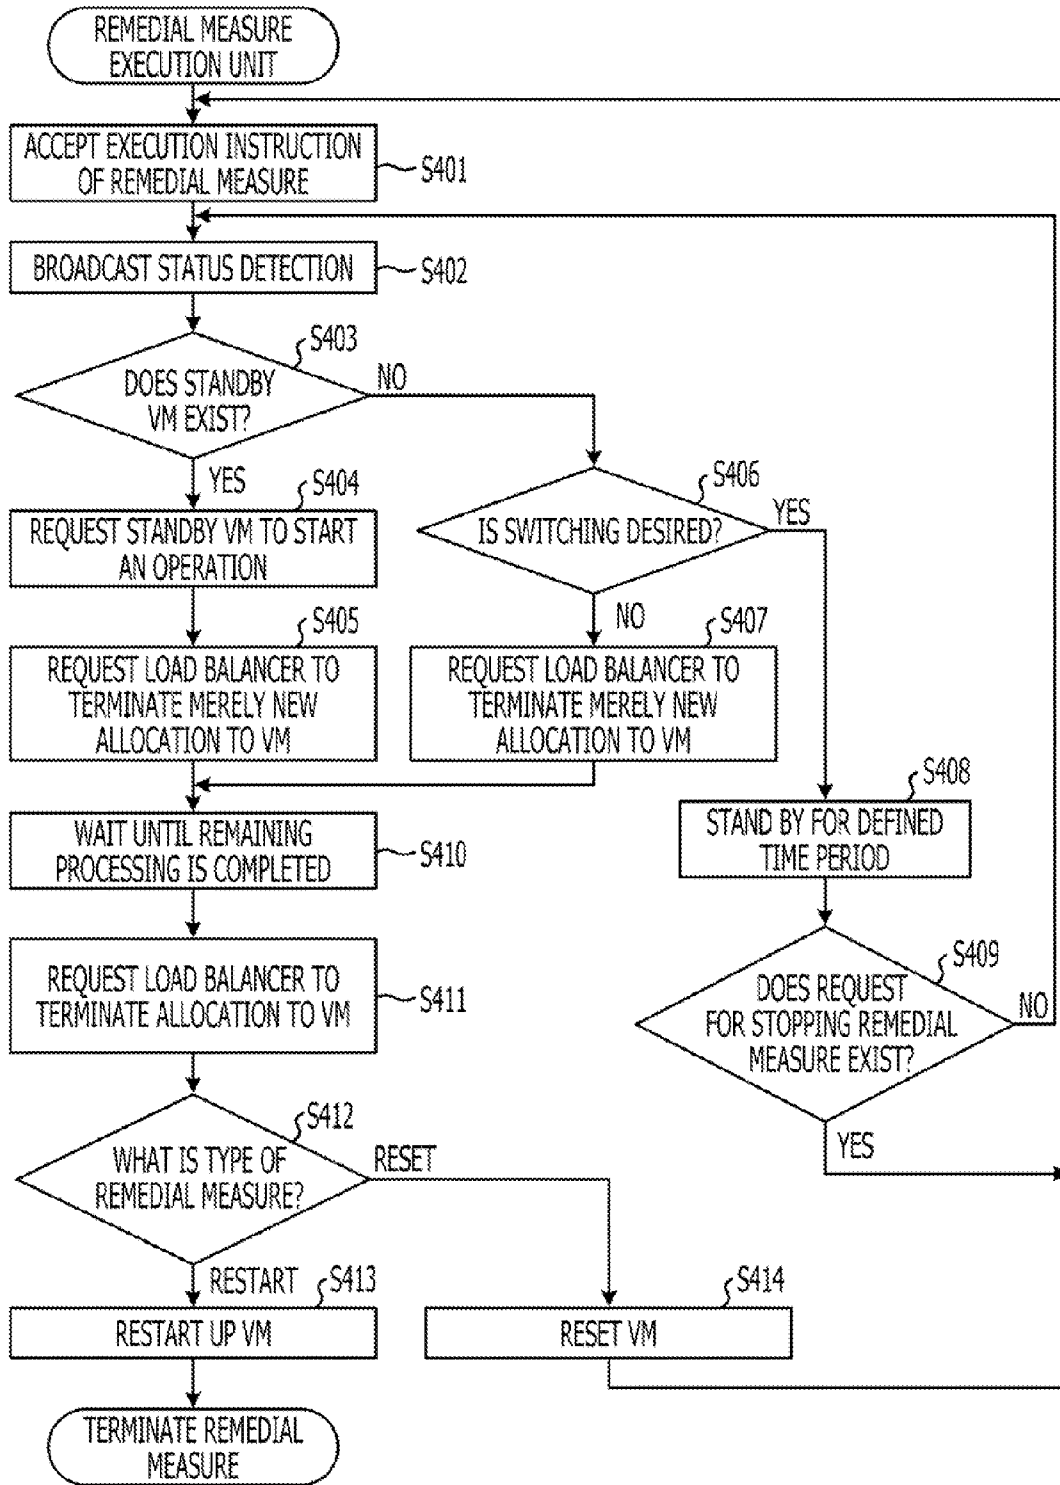 REMEDIAL MEASURE
EXECUTION UNIT
ACCEPT EXECUTION INSTRUCTION
OF REMEDIAL MEASURE
S401
BROADCAST STATUS DETECTION
S402
S403
DOES STANDBY
VM EXIST?
NO
YES
S404
REQUEST STANDBY VM TO START
AN OPERATION
S406
IS SWITCHING DESIRED?
YES
NO
S405
REQUEST LOAD BALANCER TO
TERMINATE MERELY NEW
ALLOCATION TO VM
S407
REQUEST LOAD BALANCER TO
TERMINATE MERELY NEW
ALLOCATION TO VM
S408
STAND BY FOR DEFINED
TIME PERIOD
WAIT UNTIL REMAINING
PROCESSING IS COMPLETED
S410
S409
DOES REQUEST
FOR STOPPING REMEDIAL
MEASURE EXIST?
NO
YES
REQUEST LOAD BALANCER TO
TERMINATE ALLOCATION TO VM
S411
S412
WHAT IS TYPE OF
REMEDIAL MEASURE?
RESET
RESTART
S413
RESTART UP VM
S414
RESET VM
TERMINATE REMEDIAL
MEASURE